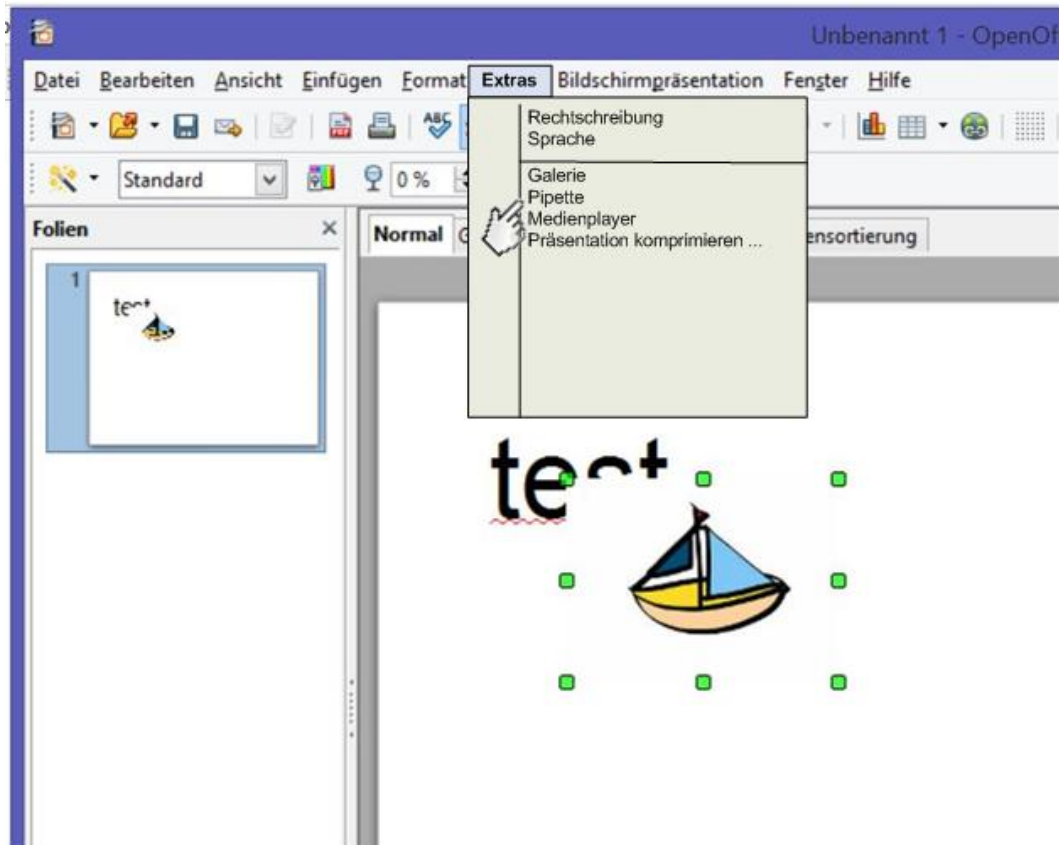 Unbenannt 1 - OpenOf
Datei Bearbeiten Ansicht Einfügen Format Extras Bildschirmpräsentation Fenster Hilfe
ABC
Standard 0 %
Rechtschreibung
Sprache
Galerie
Pipette
Medienplayer
Präsentation komprimieren ...
Folien
Normal ensortierung
1
test